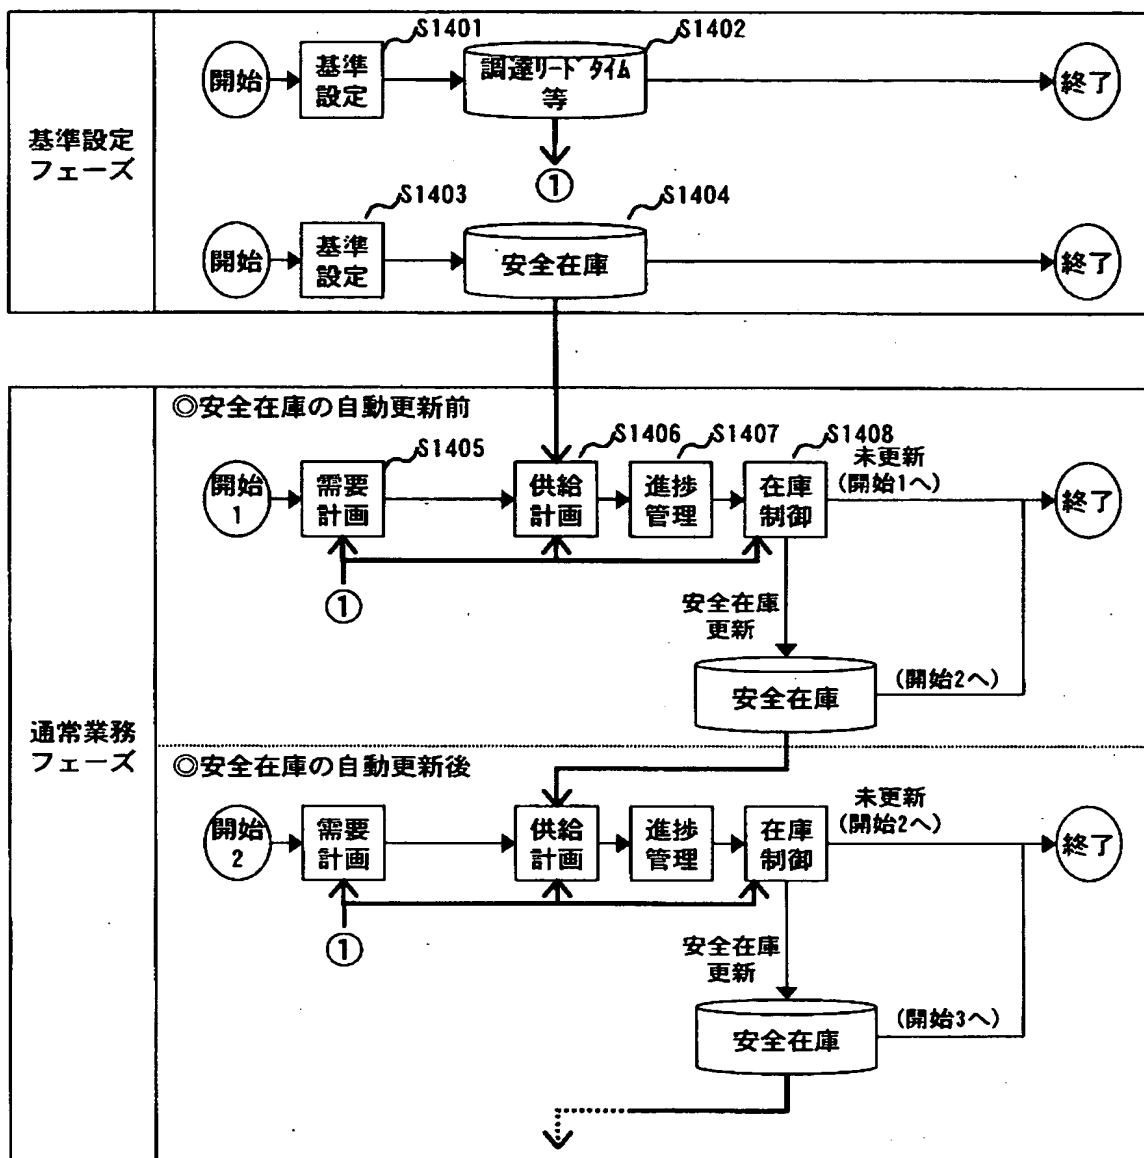 S1401
S1402
開始
基準
設定
調達リードタイム
等
終了
基準設定
フェーズ
①
S1403
S1404
開始
基準
設定
安全在庫
終了
◎安全在庫の自動更新前
S1405
S1406
S1407
S1408
未更新
(開始1へ)
開始
1
需要
計画
供給
計画
進捗
管理
在庫
制御
終了
①
安全在庫
更新
安全在庫
(開始2へ)
通常業務
フェーズ
◎安全在庫の自動更新後
未更新
(開始2へ)
開始
2
需要
計画
供給
計画
進捗
管理
在庫
制御
終了
①
安全在庫
更新
安全在庫
(開始3へ)